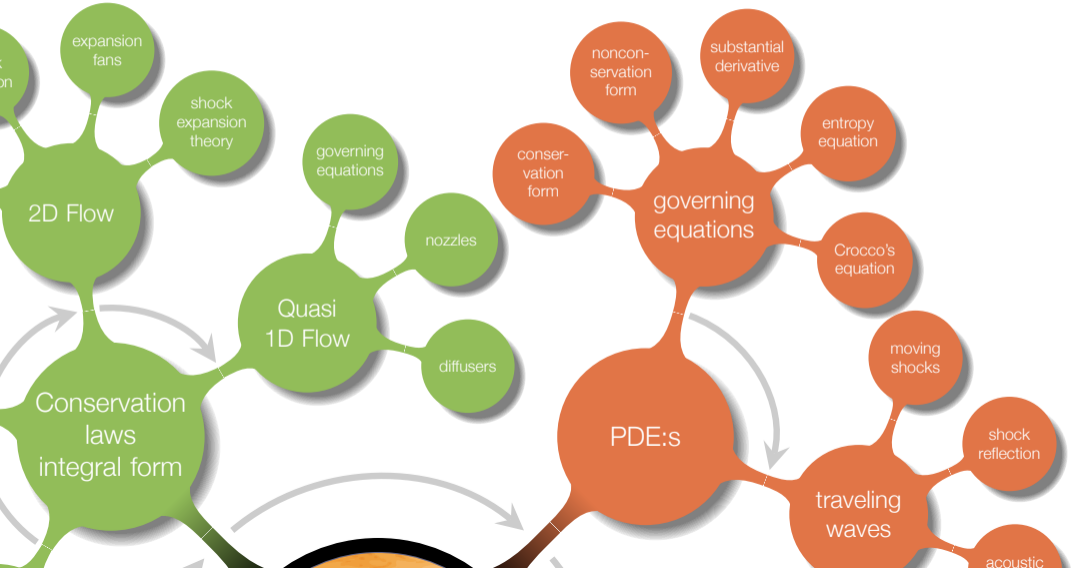 expansion
fans
shock
expansion
theory
2D Flow
governing
equations
nozzles
Quasi
1D Flow
diffusers
Conservation
laws
integral form
noncon-
servation
form
substantial
derivative
entropy
equation
conser-
vation
form
governing
equations
Crocco's
equation
PDE:s
moving
shocks
shock
reflection
traveling
waves
acoustic